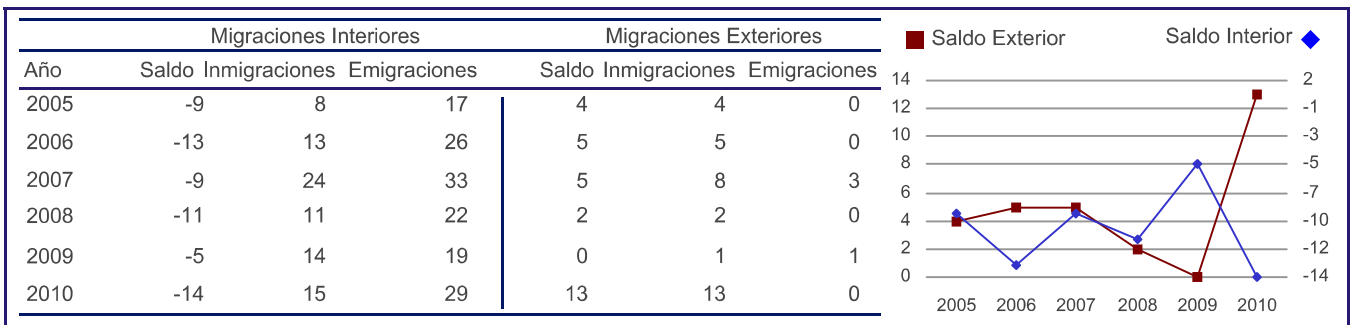 Migraciones Interiores Migraciones Exteriores
Año Saldo Inmigraciones Emigraciones Saldo Inmigraciones Emigraciones
2005 -9 8 17 4 4 0
2006 -13 13 26 5 5 0
2007 -9 24 33 5 8 3
2008 -11 11 22 2 2 0
2009 -5 14 19 0 1 1
2010 -14 15 29 13 13 0
Saldo Exterior Saldo Interior
14 2
12 -1
10 -3
8 -5
6 -7
4 -10
2 -12
0 -14
2005 2006 2007 2008 2009 2010